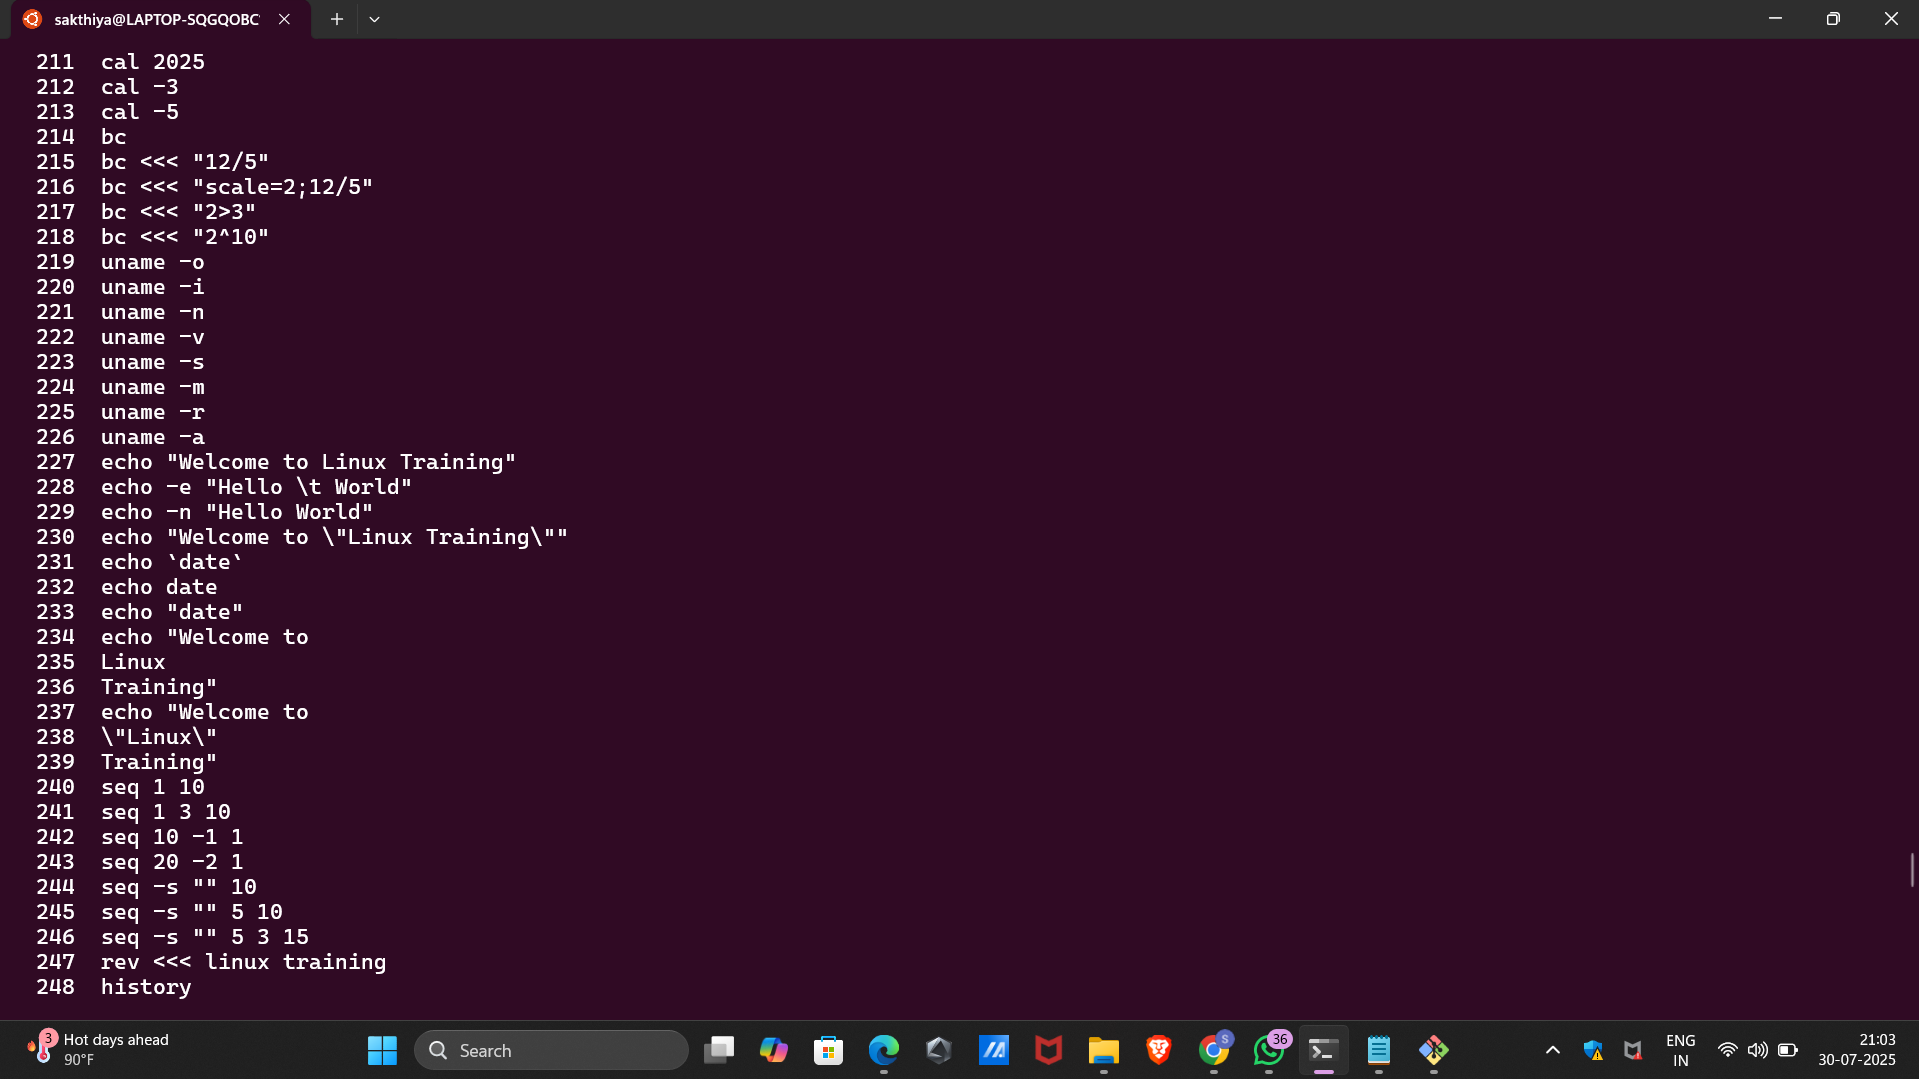 sakthiya@LAPTOP-SQGQOBC
211 cal 2025
212 cal -3
213 cal -5
214 bc
215 bc <<< "12/5"
216 bc <<< "scale=2;12/5"
217 bc <<< "2>3"
218 bc <<< "2^10"
219 uname -o
220 uname -i
221 uname -n
222 uname -v
223 uname -s
224 uname -m
225 uname -r
226 uname -a
227 echo "Welcome to Linux Training"
228 echo -e "Hello \t World"
229 echo -n "Hello World"
230 echo "Welcome to \"Linux Training\""
231 echo `date`
232 echo date
233 echo "date"
234 echo "Welcome to
235 Linux
236 Training"
237 echo "Welcome to
238 \"Linux\"
239 Training"
240 seq 1 10
241 seq 1 3 10
242 seq 10 -1 1
243 seq 20 -2 1
244 seq -s "" 10
245 seq -s "" 5 10
246 seq -s "" 5 3 15
247 rev <<< linux training
248 history
3
Hot days ahead
90°F
Search
S
36
ENG
IN
21:03
30-07-2025